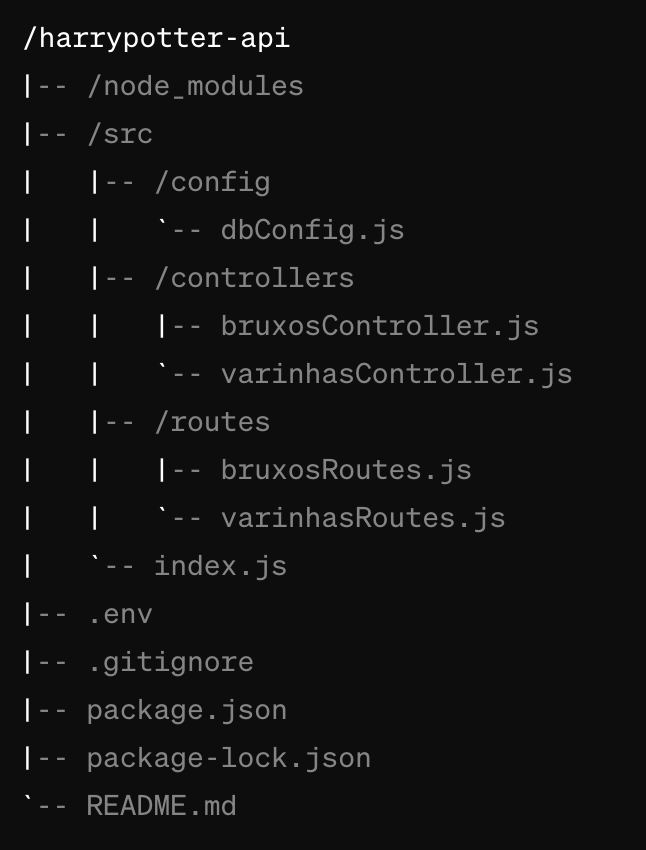 /harrypotter-api
|-- /node_modules
|-- /src
|   |-- /config
|   |   `-- dbConfig.js
|   |-- /controllers
|   |   |-- bruxosController.js
|   |   `-- varinhasController.js
|   |-- /routes
|   |   |-- bruxosRoutes.js
|   |   `-- varinhasRoutes.js
|   `-- index.js
|-- .env
|-- .gitignore
|-- package.json
|-- package-lock.json
`-- README.md